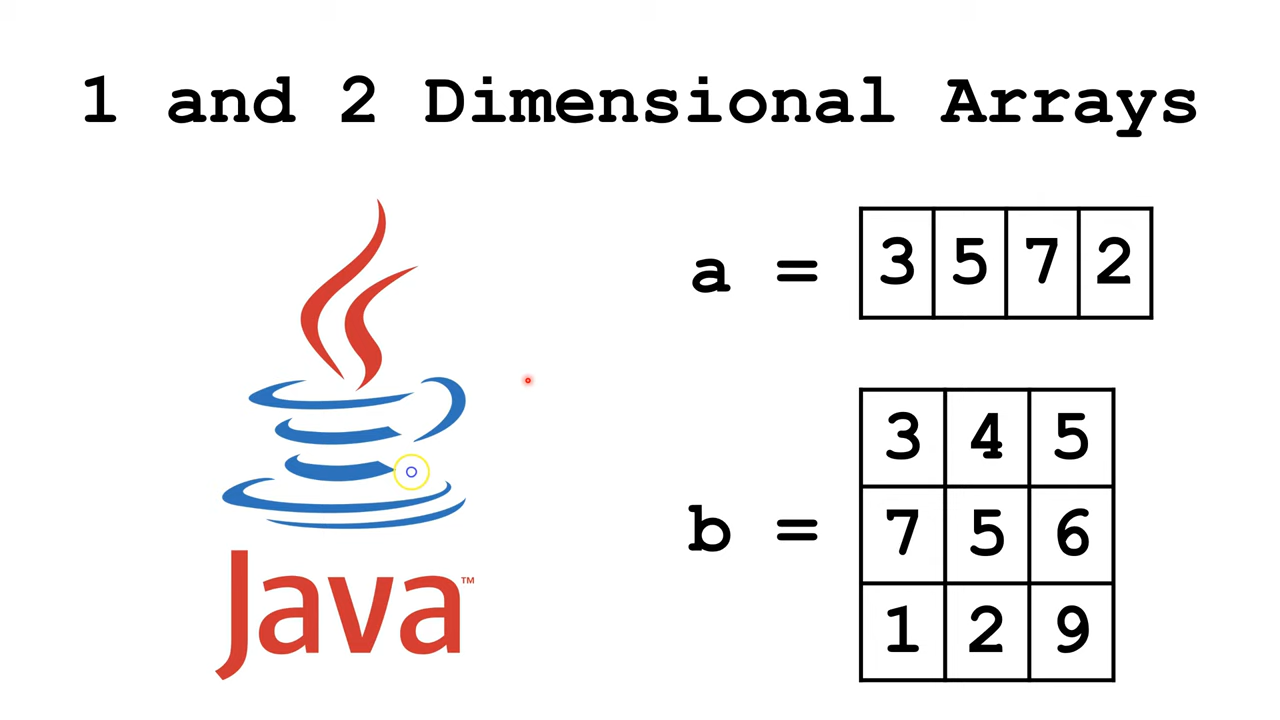 1 and 2 Dimensional Arrays
a = 3 5 7 2
b =
3 4 5
7 5 6
1 2 9
Java™